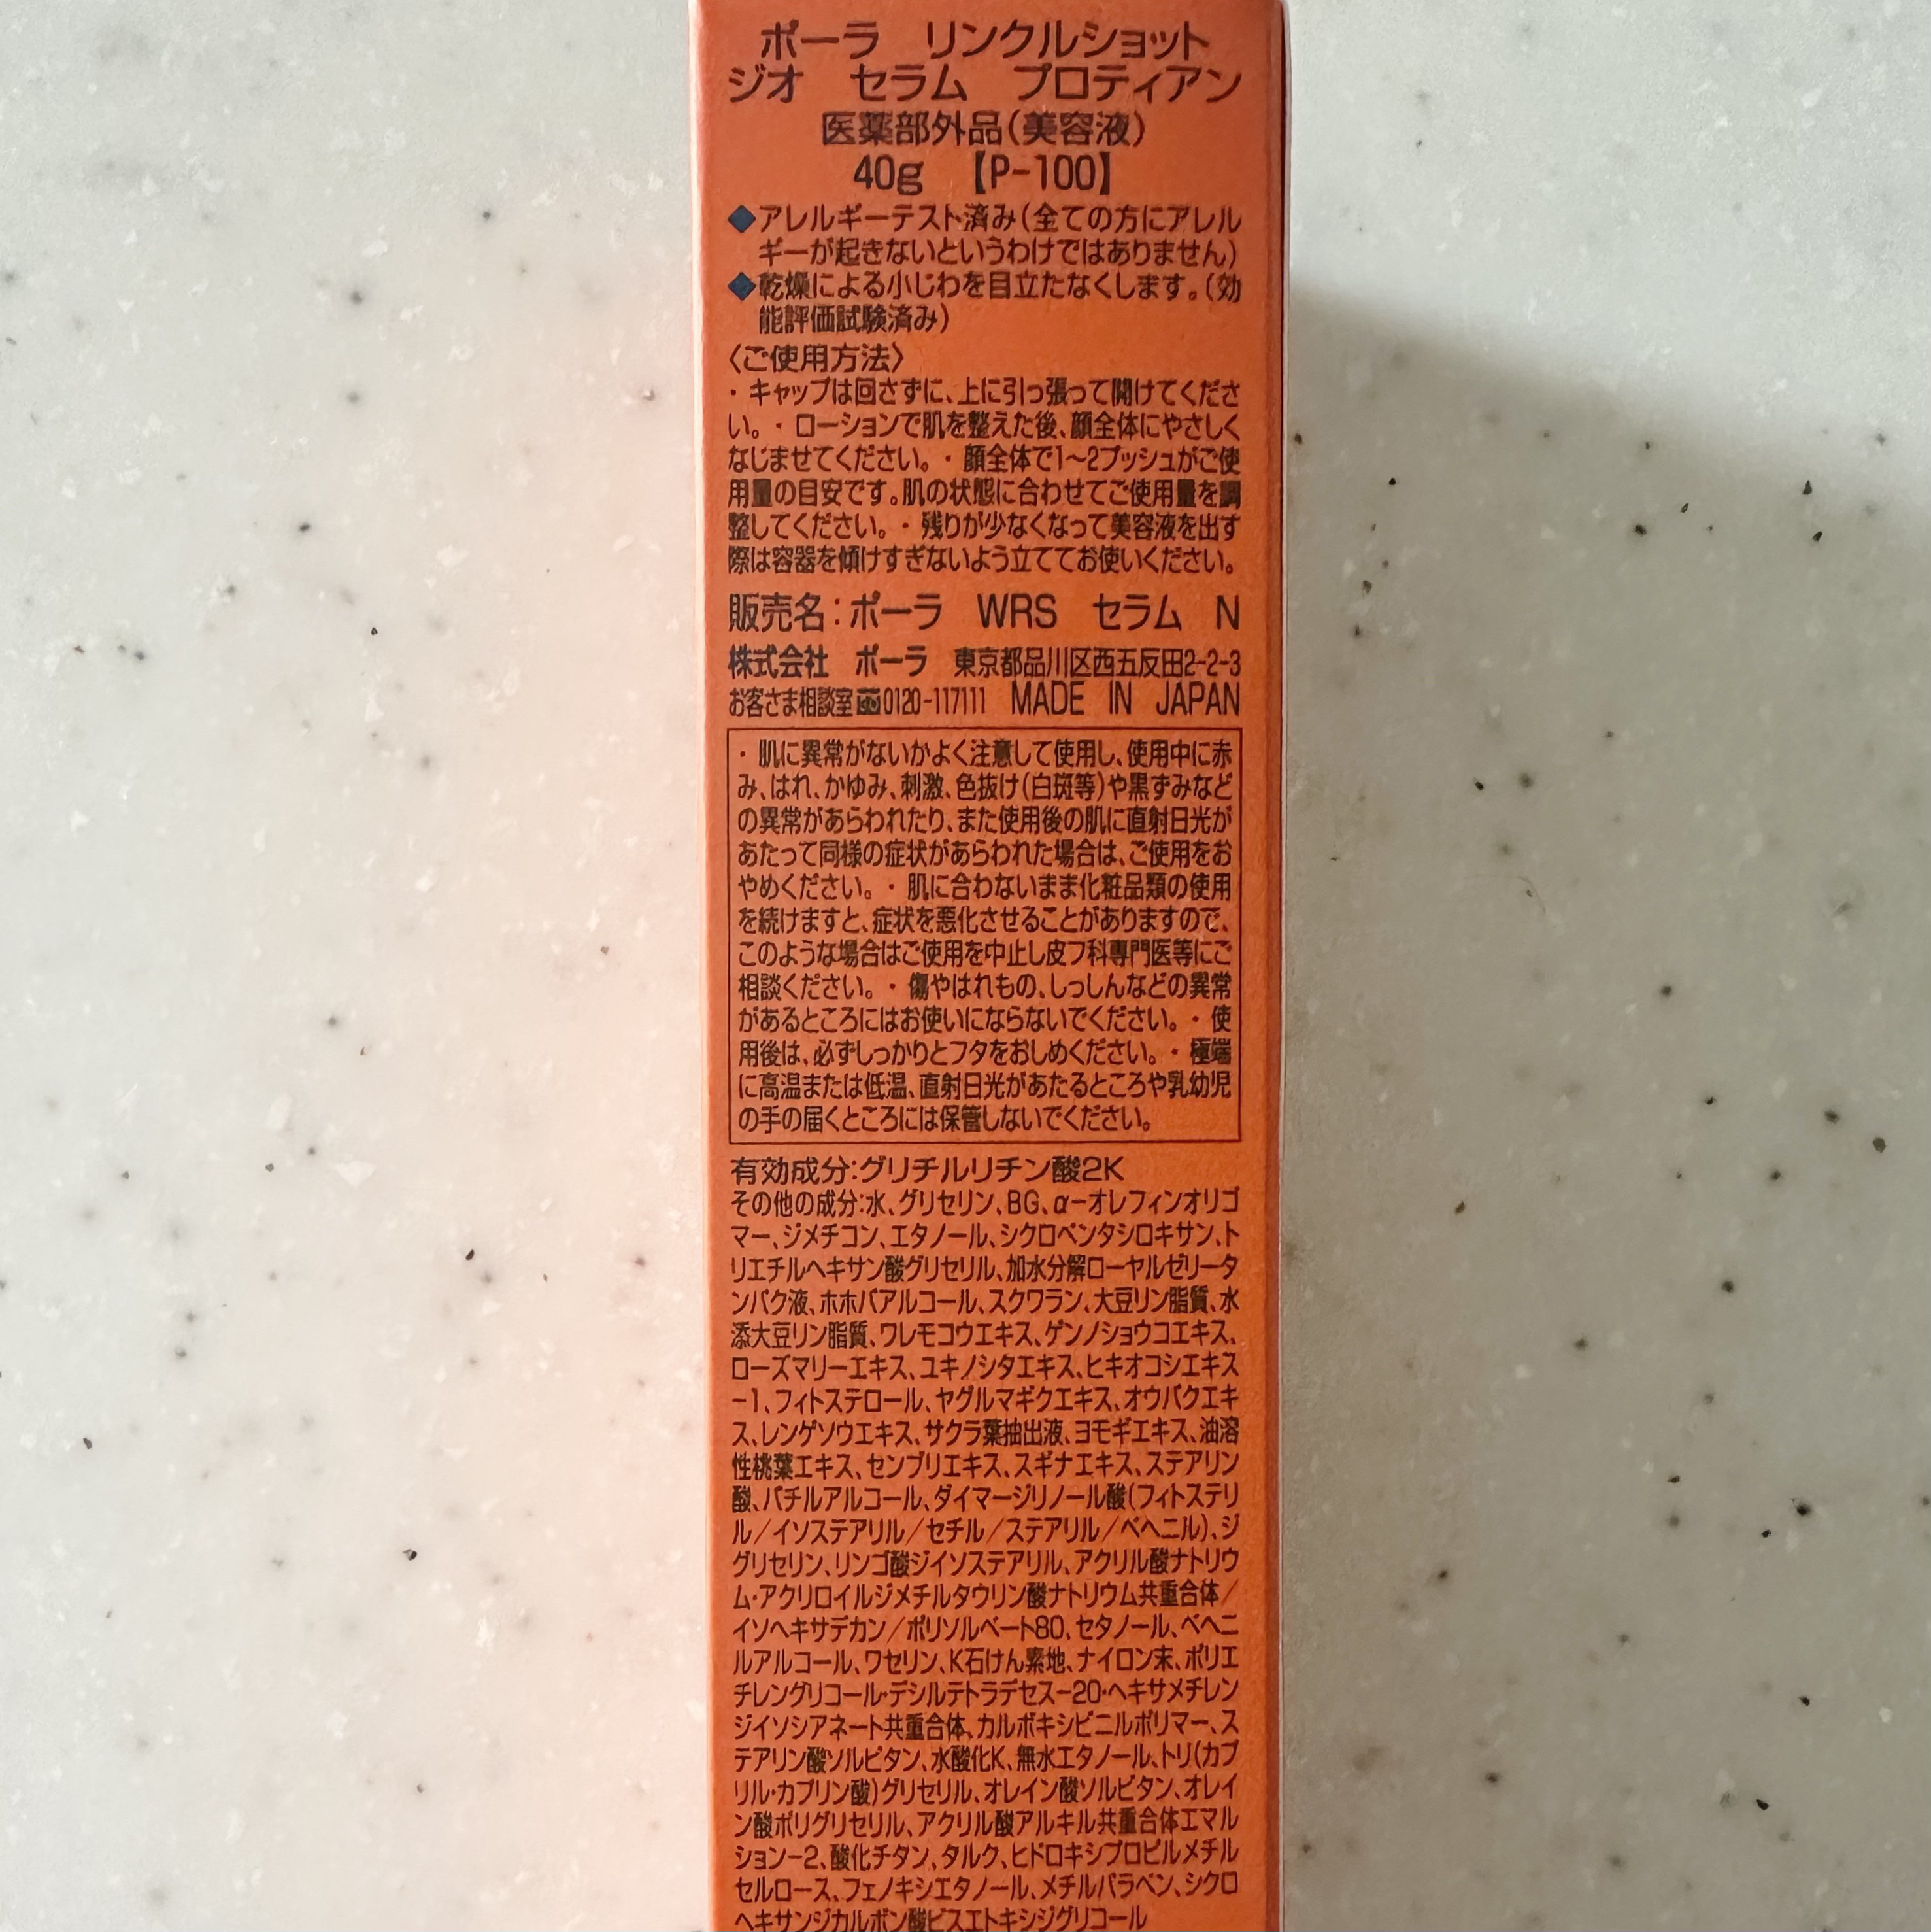 ポーラ　リンクルショット
ジオ　セラム　プロティアン
医薬部外品(美容液)
40g　【P-100】
◆アレルギーテスト済み(全ての方にアレル
ギーが起きないというわけではありません)
◆乾燥による小じわを目立たなくします。(効
能評価試験済み)
〈ご使用方法〉
・キャップは回さずに、上に引っ張って開けてくださ
い。・ローションで肌を整えた後、顔全体にやさしく
なじませてください。・顔全体で1～2プッシュがご使
用量の目安です。肌の状態に合わせてご使用量を調
整してください。・残りが少なくなって美容液を出す
際は容器を傾けすぎないよう立ててお使いください。
販売名：ポーラ　WRS　セラム　N
株式会社　ポーラ　東京都品川区西五反田2-2-3
お客さま相談室 0120-117111　MADE　IN　JAPAN
・肌に異常がないかよく注意して使用し、使用中に赤
み、はれ、かゆみ、刺激、色抜け(白斑等)や黒ずみなど
の異常があらわれたり、また使用後の肌に直射日光が
あたって同様の症状があらわれた場合は、ご使用をお
やめください。・肌に合わないまま化粧品類の使用
を続けますと、症状を悪化させることがありますので、
このような場合はご使用を中止し皮フ科専門医等にご
相談ください。・傷やはれもの、しっしんなどの異常
があるところにはお使いにならないでください。・使
用後は、必ずしっかりとフタをおしめください。・極端
に高温または低温、直射日光があたるところや乳幼児
の手の届くところには保管しないでください。
有効成分：グリチルリチン酸2K
その他の成分：水、グリセリン、BG、α－オレフィンオリゴ
マー、ジメチコン、エタノール、シクロペンタシロキサン、ト
リエチルヘキサン酸グリセリル、加水分解ローヤルゼリータ
ンパク液、ホホバアルコール、スクワラン、大豆リン脂質、水
添大豆リン脂質、ワレモコウエキス、ゲンノショウコエキス、
ローズマリーエキス、ユキノシタエキス、ヒキオコシエキス
-1、フィトステロール、ヤグルマギクエキス、オウバクエキ
ス、レンゲソウエキス、サクラ葉抽出液、ヨモギエキス、油溶
性桃葉エキス、センブリエキス、スギナエキス、ステアリン
酸、バチルアルコール、ダイマージリノール酸(フィトステリ
ル／イソステアリル／セチル／ステアリル／ベヘニル)、ジ
グリセリン、リンゴ酸ジイソステアリル、アクリル酸ナトリウ
ム・アクリロイルジメチルタウリン酸ナトリウム共重合体／
イソヘキサデカン／ポリソルベート80、セタノール、ベヘニ
ルアルコール、ワセリン、K石けん素地、ナイロン末、ポリエ
チレングリコール・デシルテトラデセス-20・ヘキサメチレン
ジイソシアネート共重合体、カルボキシビニルポリマー、ス
テアリン酸ソルビタン、水酸化K、無水エタノール、トリ(カプ
リル・カプリン酸)グリセリル、オレイン酸ソルビタン、オレイ
ン酸ポリグリセリル、アクリル酸アルキル共重合体エマル
ション-2、酸化チタン、タルク、ヒドロキシプロピルメチル
セルロース、フェノキシエタノール、メチルパラベン、シクロ
ヘキサンジカルボン酸ビスエトキシジグリコール